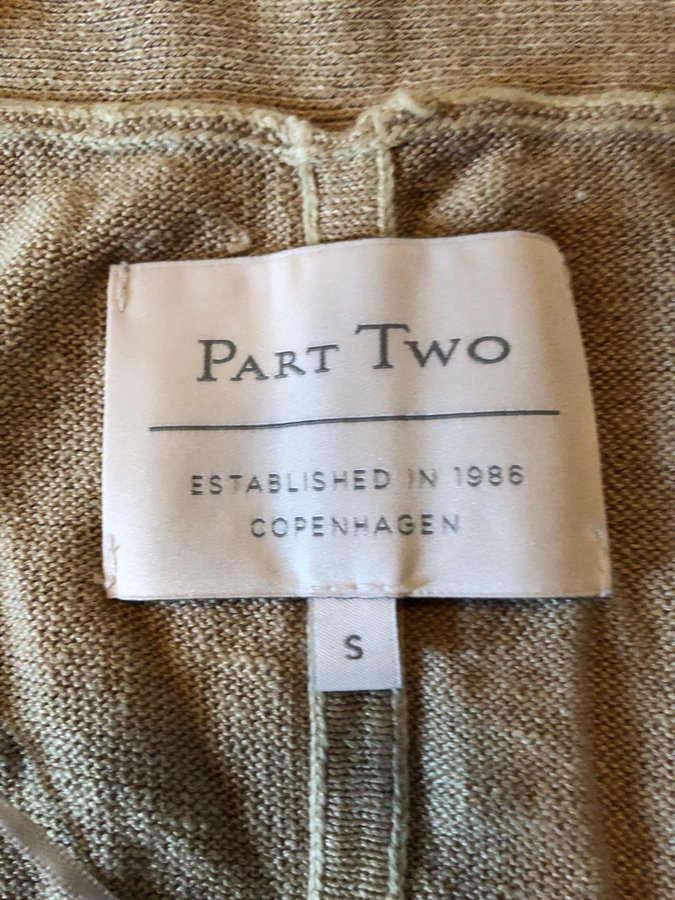 PART TWO
ESTABLISHED IN 1986
COPENHAGEN
S